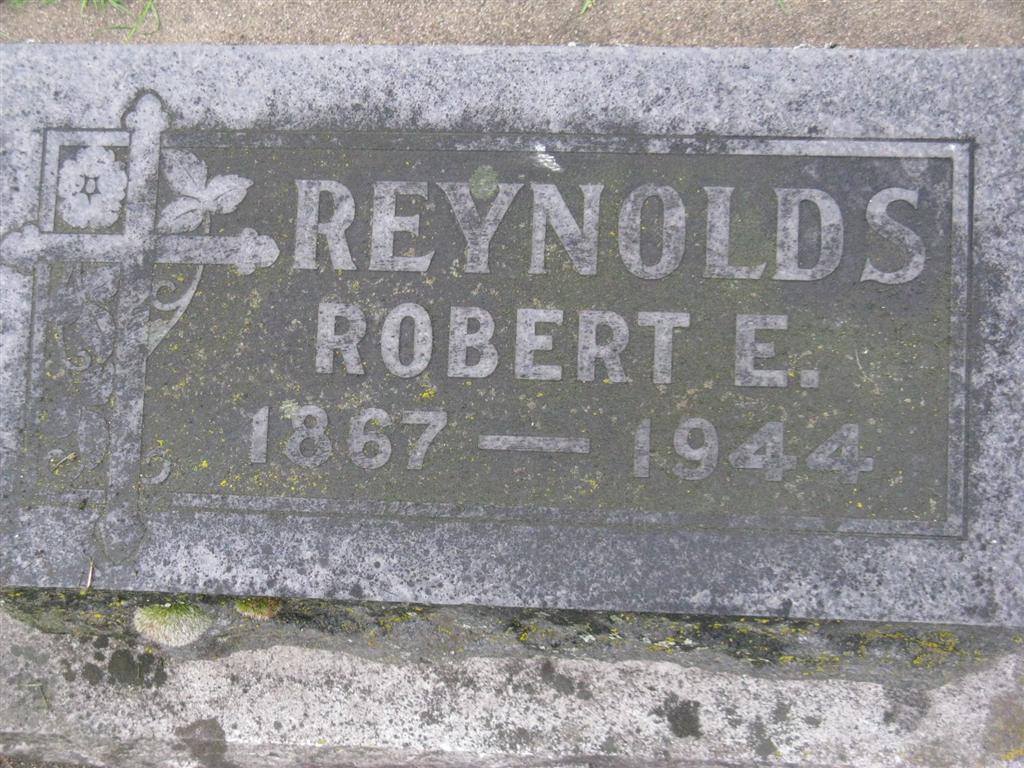 REYNOLDS
ROBERT E.
1867 — 1944